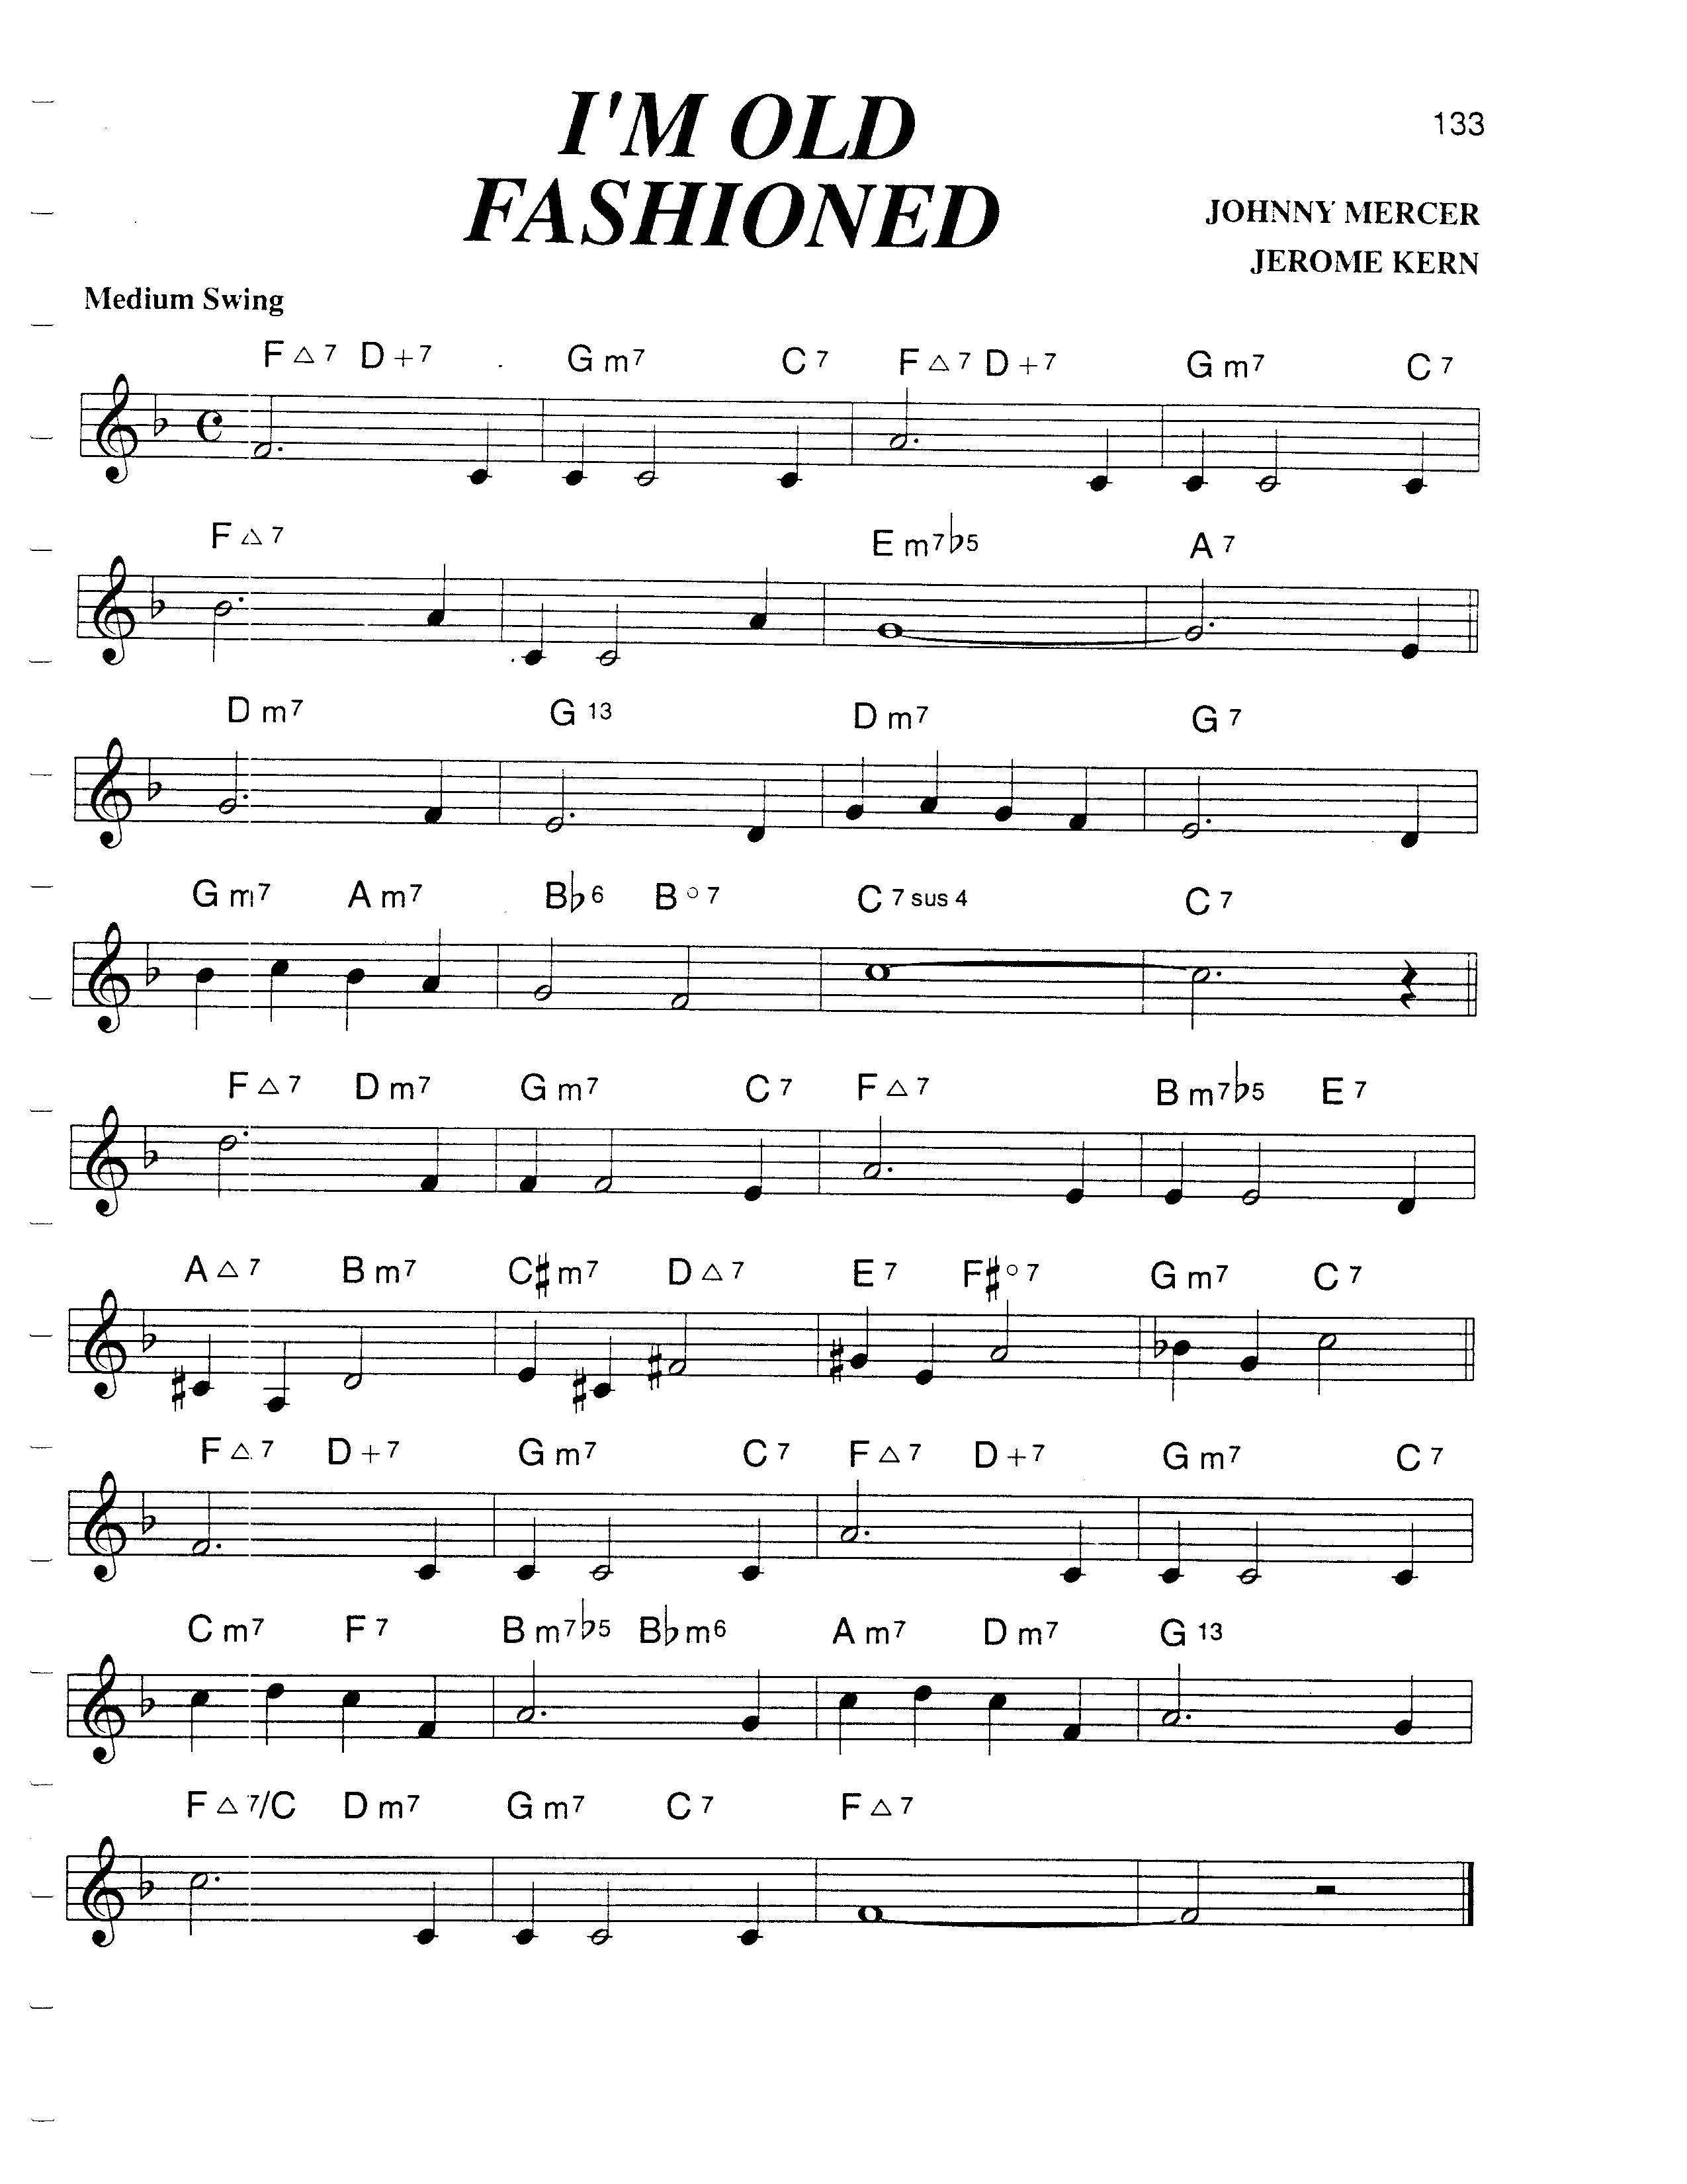 I'M OLD
FASHIONED
133
JOHNNY MERCER
JEROME KERN
Medium Swing
F△7 D+7 Gm7 C7 F△7 D+7 Gm7 C7
F△7 Em7♭5 A7
Dm7 G13 Dm7 G7
Gm7 Am7 B♭6 B°7 C7sus4 C7
F△7 Dm7 Gm7 C7 F△7 Bm7♭5 E7
A△7 Bm7 C♯m7 D△7 E7 F♯°7 Gm7 C7
F△7 D+7 Gm7 C7 F△7 D+7 Gm7 C7
Cm7 F7 Bm7♭5 B♭m6 Am7 Dm7 G13
F△7/C Dm7 Gm7 C7 F△7